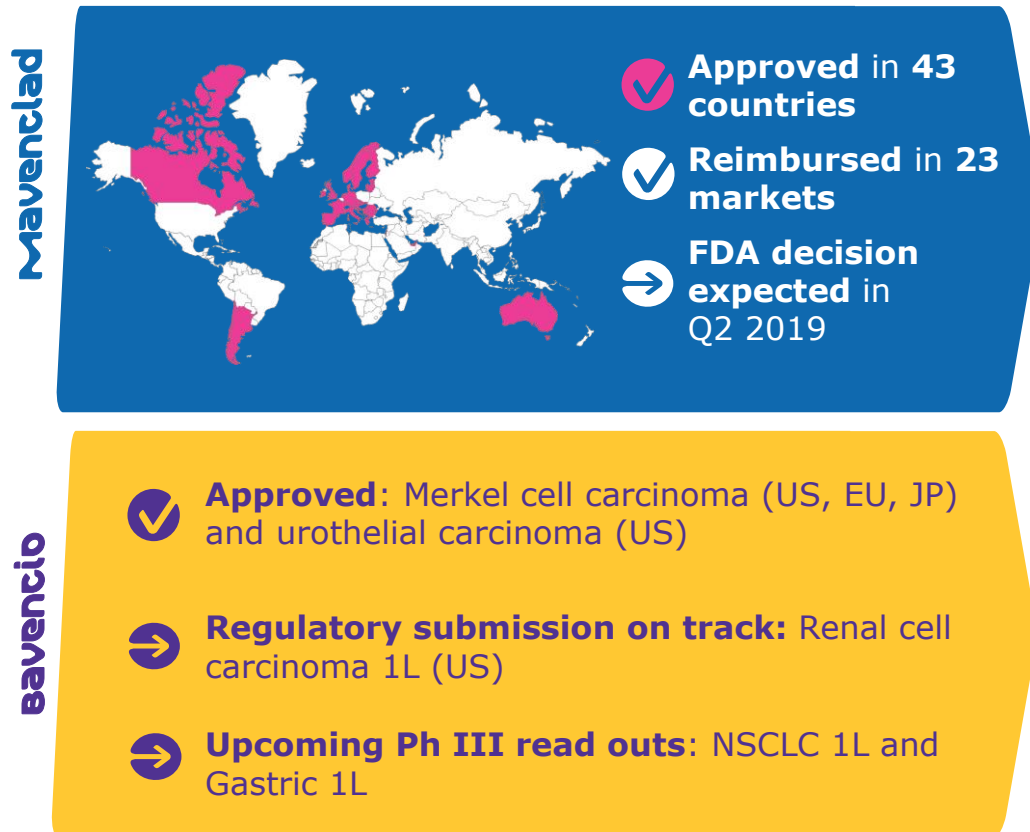 Mavenclad
Approved in 43
countries
Reimbursed in 23
markets
FDA decision
expected in
Q2 2019
Bavencio
Approved: Merkel cell carcinoma (US, EU, JP)
and urothelial carcinoma (US)
Regulatory submission on track: Renal cell
carcinoma 1L (US)
Upcoming Ph III read outs: NSCLC 1L and
Gastric 1L